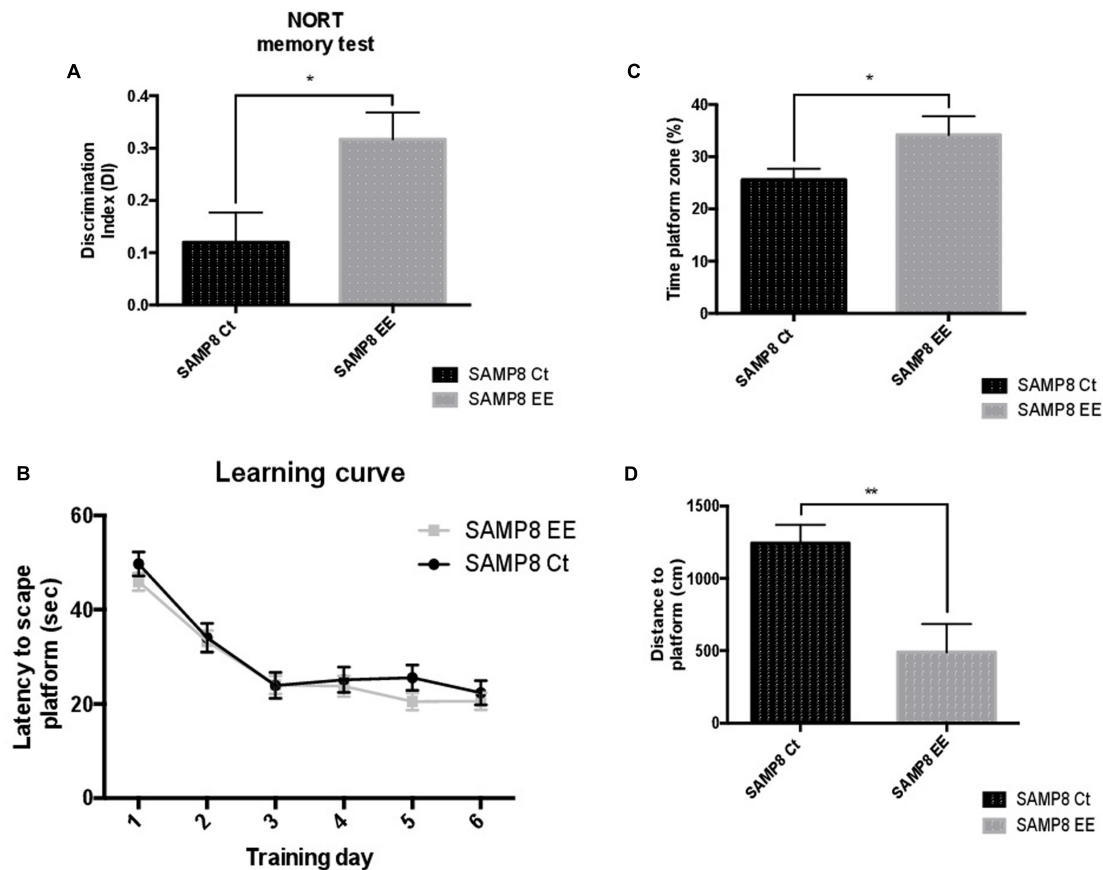 NORT
memory test
A
*
Discrimination
Index (DI)
0.4
0.3
0.2
0.1
0.0
SAMP8 Ct
SAMP8 EE
SAMP8 Ct
SAMP8 EE
C
*
Time platform zone (%)
40
30
20
10
0
SAMP8 Ct
SAMP8 EE
SAMP8 Ct
SAMP8 EE
B
Learning curve
Latency to scape
platform (sec)
60
40
20
0
SAMP8 EE
SAMP8 Ct
1
2
3
4
5
6
Training day
D
**
Distance to
platform (cm)
1500
1000
500
0
SAMP8 Ct
SAMP8 EE
SAMP8 Ct
SAMP8 EE